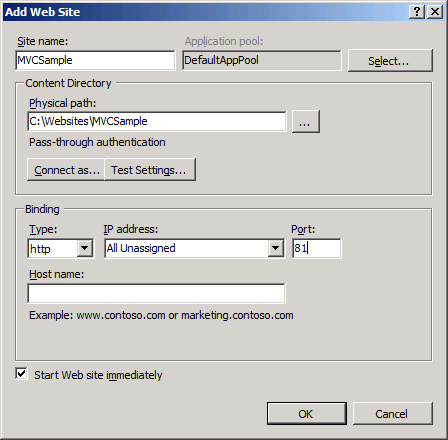 Add Web Site
Site name:
Application pool:
MVCSample
DefaultAppPool
Select...
Content Directory
Physical path:
C:\Websites\MVCSample
...
Pass-through authentication
Connect as...
Test Settings...
Binding
Type:
IP address:
Port:
http
All Unassigned
81
Host name:
Example: www.contoso.com or marketing.contoso.com
Start Web site immediately
OK
Cancel